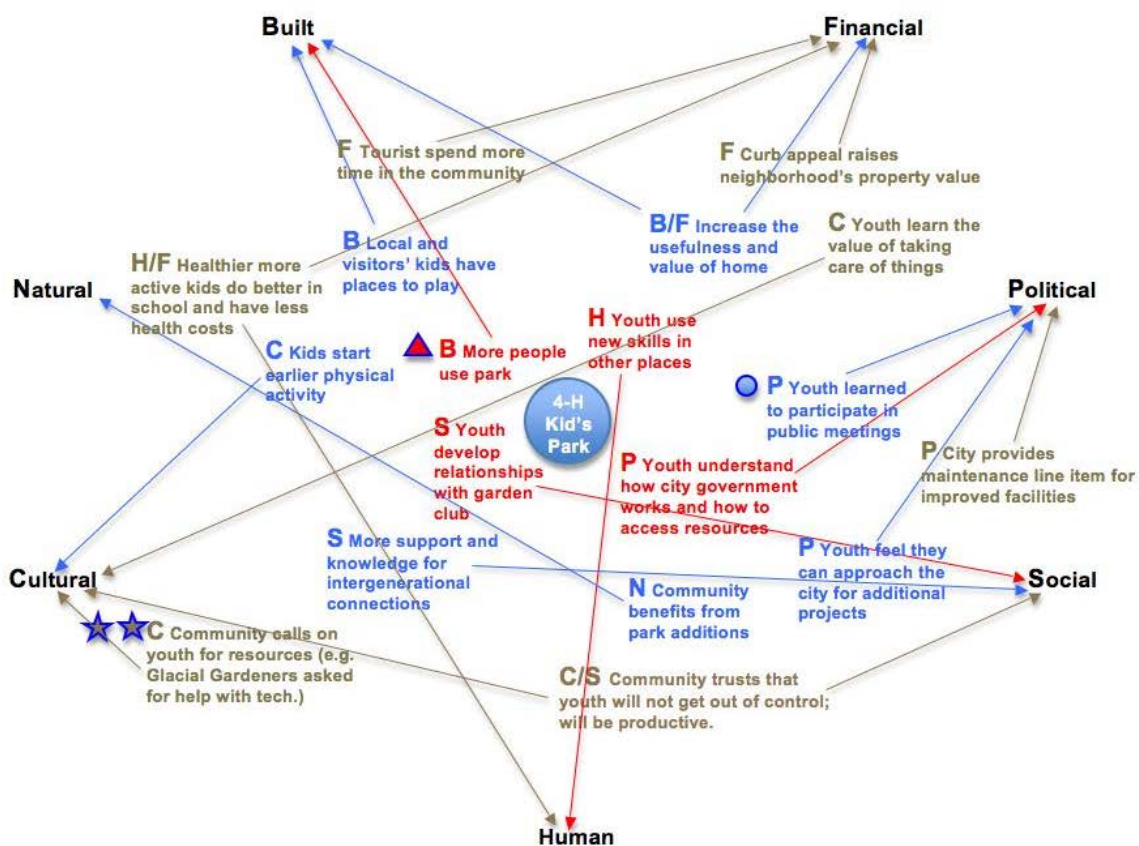 Built
Financial
F Tourist spend more
time in the community
F Curb appeal raises
neighborhood's property value
B Local and
visitors' kids have
places to play
B/F Increase the
usefulness and
value of home
C Youth learn the
value of taking
care of things
H/F Healthier more
active kids do better in
school and have less
health costs
Natural
Political
C Kids start
earlier physical
activity
B More people
use park
H Youth use
new skills in
other places
4-H
Kid's
Park
P Youth learned
to participate in
public meetings
S Youth
develop
relationships
with garden
club
P Youth understand
how city government
works and how to
access resources
P City provides
maintenance line item for
improved facilities
S More support and
knowledge for
intergenerational
connections
N Community
benefits from
park additions
P Youth feel they
can approach the
city for additional
projects
Cultural
Social
C Community calls on
youth for resources (e.g.
Glacial Gardeners asked
for help with tech.)
C/S Community trusts that
youth will not get out of control;
will be productive.
Human